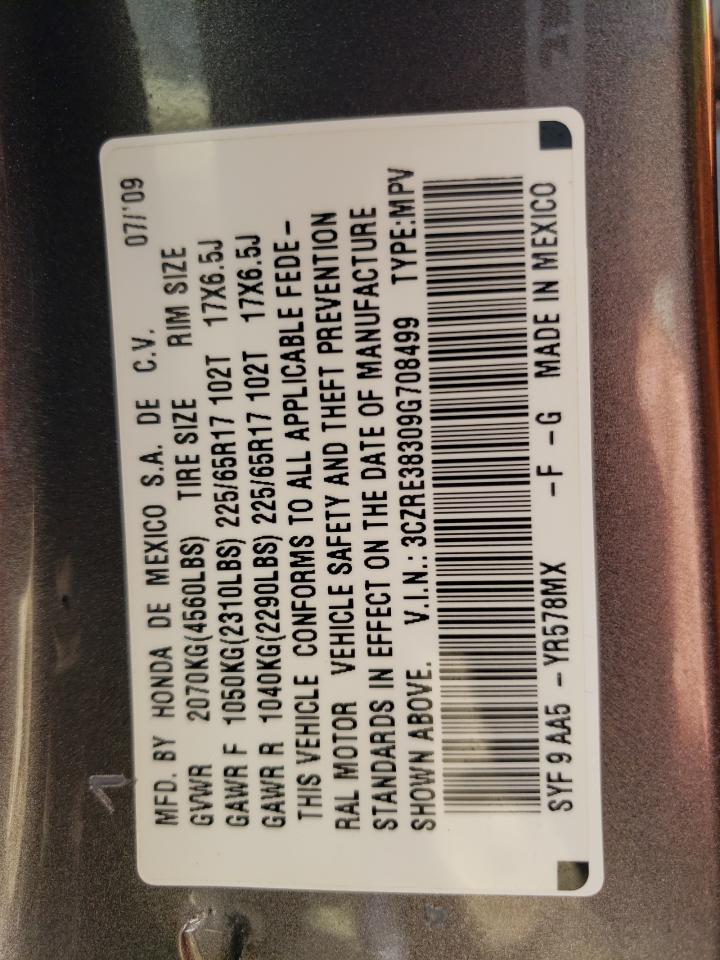 MFD. BY HONDA DE MEXICO S.A. DE C.V. 07/'09
GVWR 2070KG(4560LBS) TIRE SIZE RIM SIZE
GAWR F 1050KG(2310LBS) 225/65R17 102T 17X6.5J
GAWR R 1040KG(2290LBS) 225/65R17 102T 17X6.5J
THIS VEHICLE CONFORMS TO ALL APPLICABLE FEDE-
RAL MOTOR VEHICLE SAFETY AND THEFT PREVENTION
STANDARDS IN EFFECT ON THE DATE OF MANUFACTURE
SHOWN ABOVE. V.I.N.: 3CZRE38309G708499 TYPE:MPV
SYF 9 AA5 -YR578MX -F -G MADE IN MEXICO